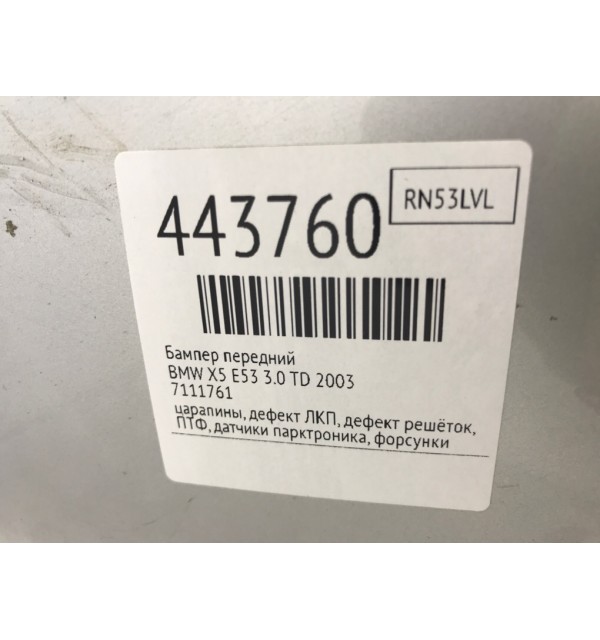 443760
RN53LVL
Бампер передний
BMW X5 E53 3.0 TD 2003
7111761
царапины, дефект ЛКП, дефект решёток,
ПТФ, датчики парктроника, форсунки